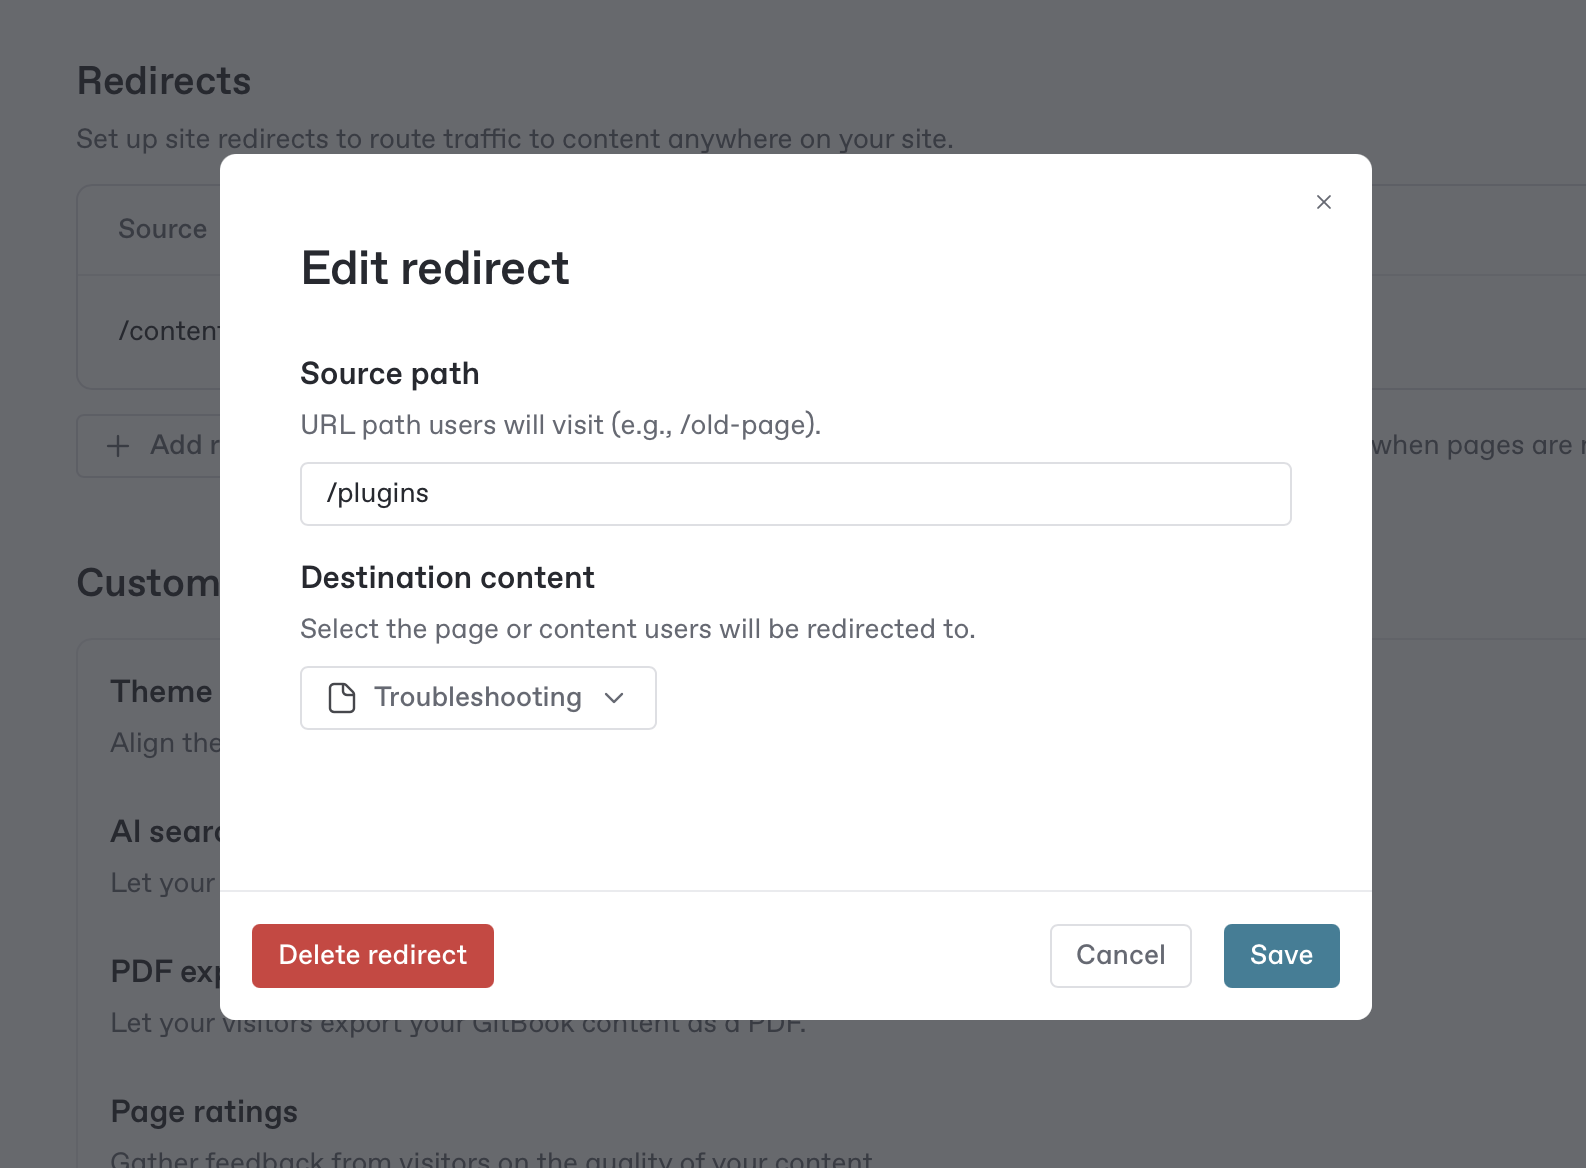 Redirects
Set up site redirects to route traffic to content anywhere on your site.
Source
/content
Add
when pages are
Edit redirect
Source path
URL path users will visit (e.g., /old-page).
/plugins
Destination content
Select the page or content users will be redirected to.
Troubleshooting
Delete redirect
Cancel
Save
Custom
Theme
Align the
AI
Let your
PDF
Let your visitors export your GitBook content as a PDF.
Page ratings
Gather feedback from visitors on the quality of your content